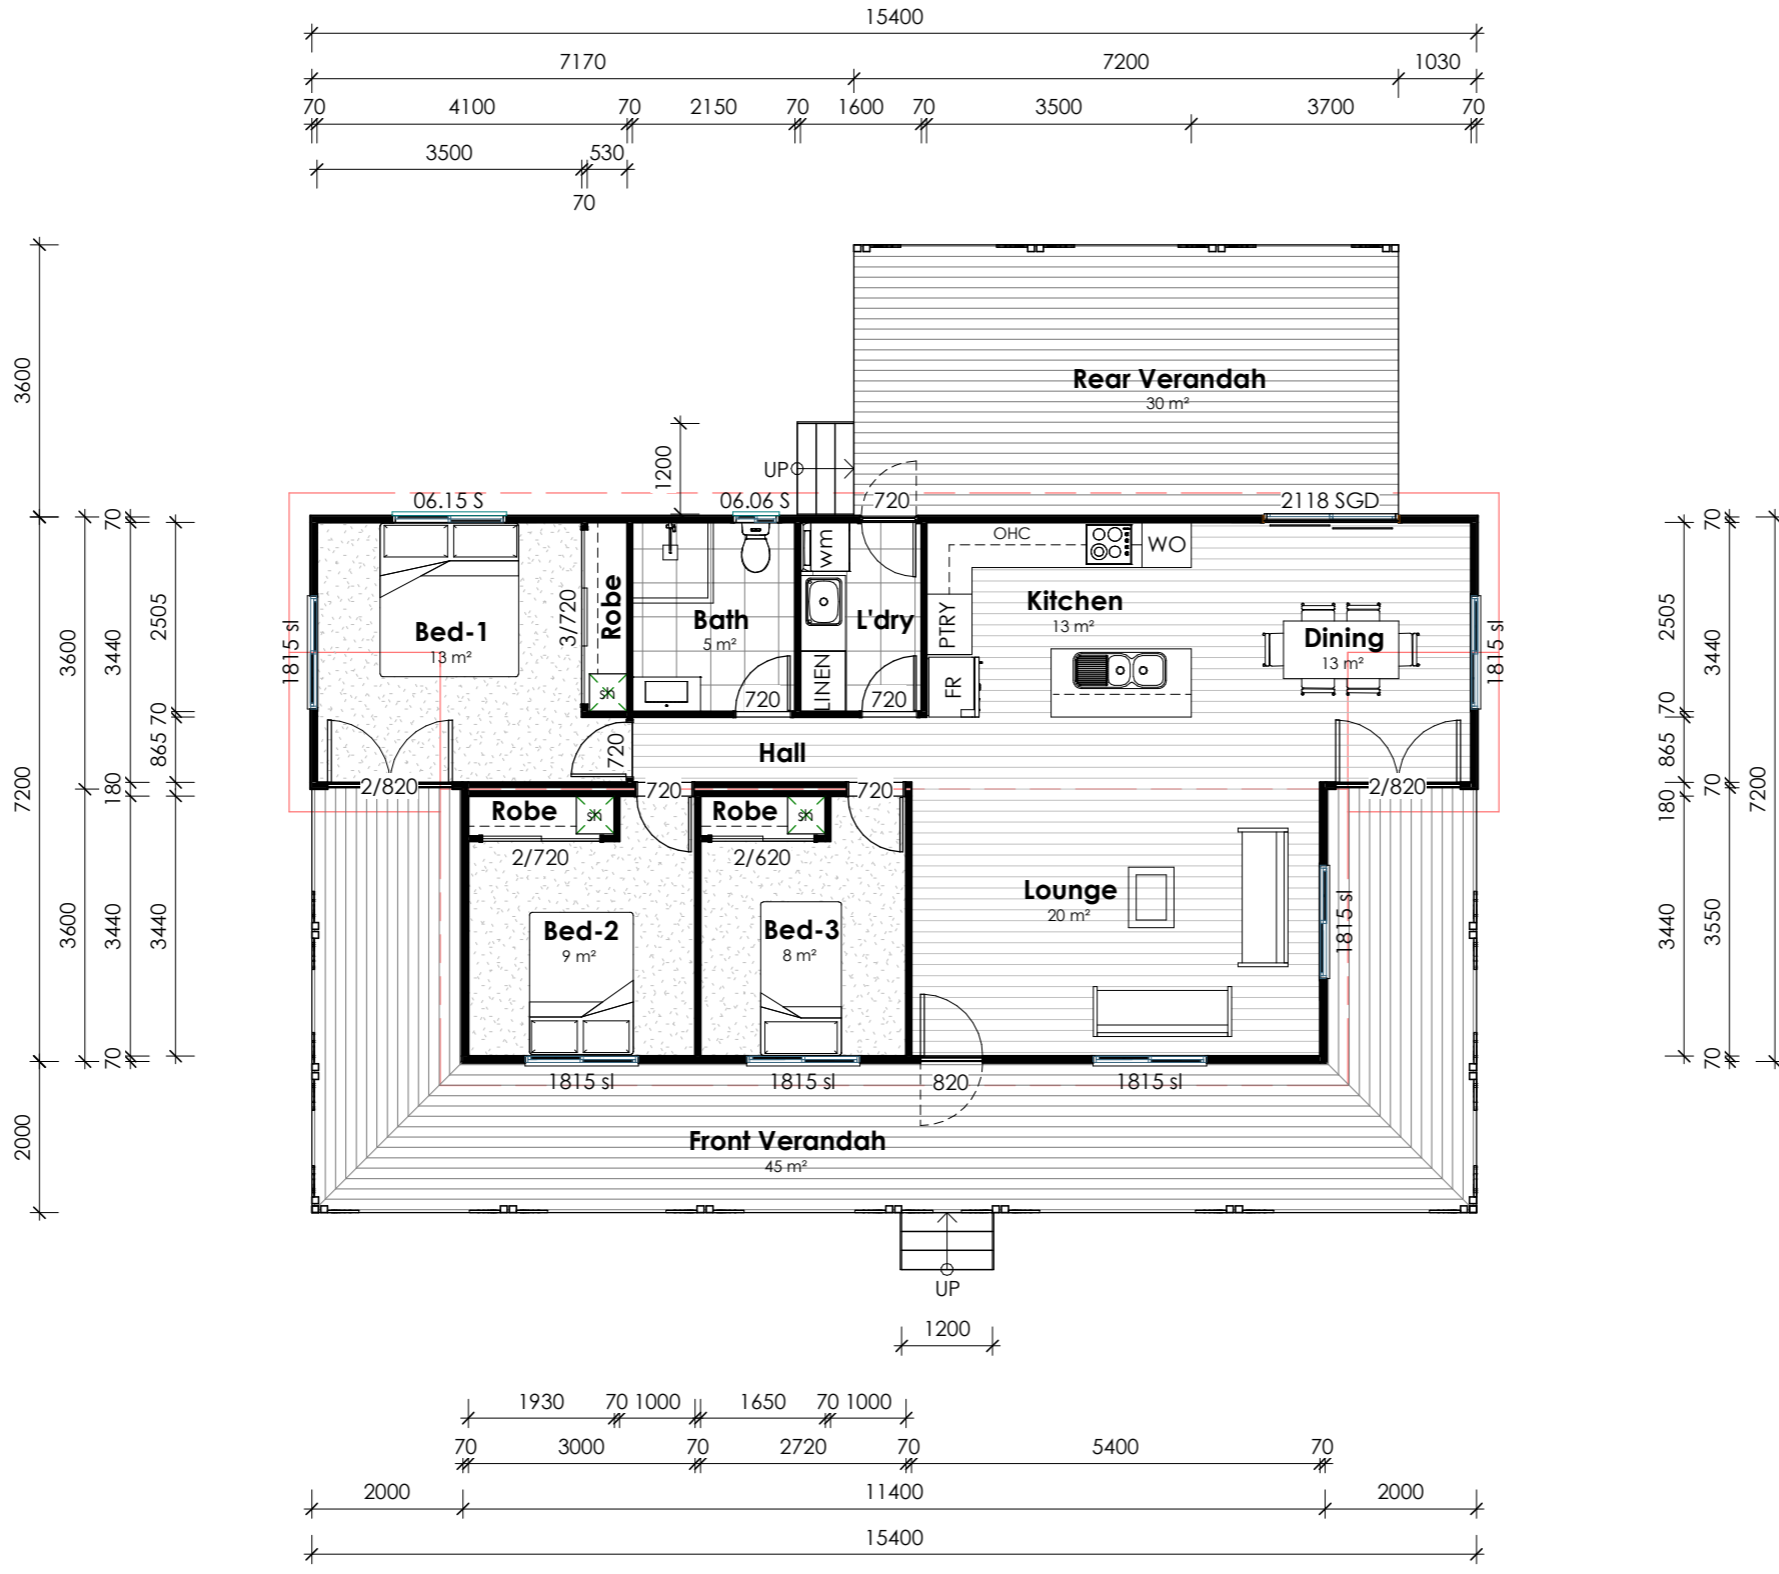 15400
7170 7200 1030
70 4100 70 2150 70 1600 70 3500 3700 70
3500 530
70
3600
Rear Verandah
30 m²
1200
UP
06.15 S 06.06 S 720 2118 SGD
wm
OHC
WO
3/720
Robe
Bed-1
13 m²
Bath
5 m²
L'dry
PTRY
Kitchen
13 m²
Dining
13 m²
1815 sl
1815 sl
sh
LINEN
FR
720
720
720
Hall
2/820
720
720
2/820
Robe
sh
Robe
sh
2/720
2/620
Lounge
20 m²
1815 sl
Bed-2
9 m²
Bed-3
8 m²
1815 sl
1815 sl
820
1815 sl
Front Verandah
45 m²
UP
1200
7200
2000
3600
3600
70
3440
180
3440
70
2505
70
865
3440
2505
70
865
180
3440
70
3440
70
3550
70
7200
1930 70 1000 1650 70 1000
70 3000 70 2720 70 5400 70
2000 11400 2000
15400